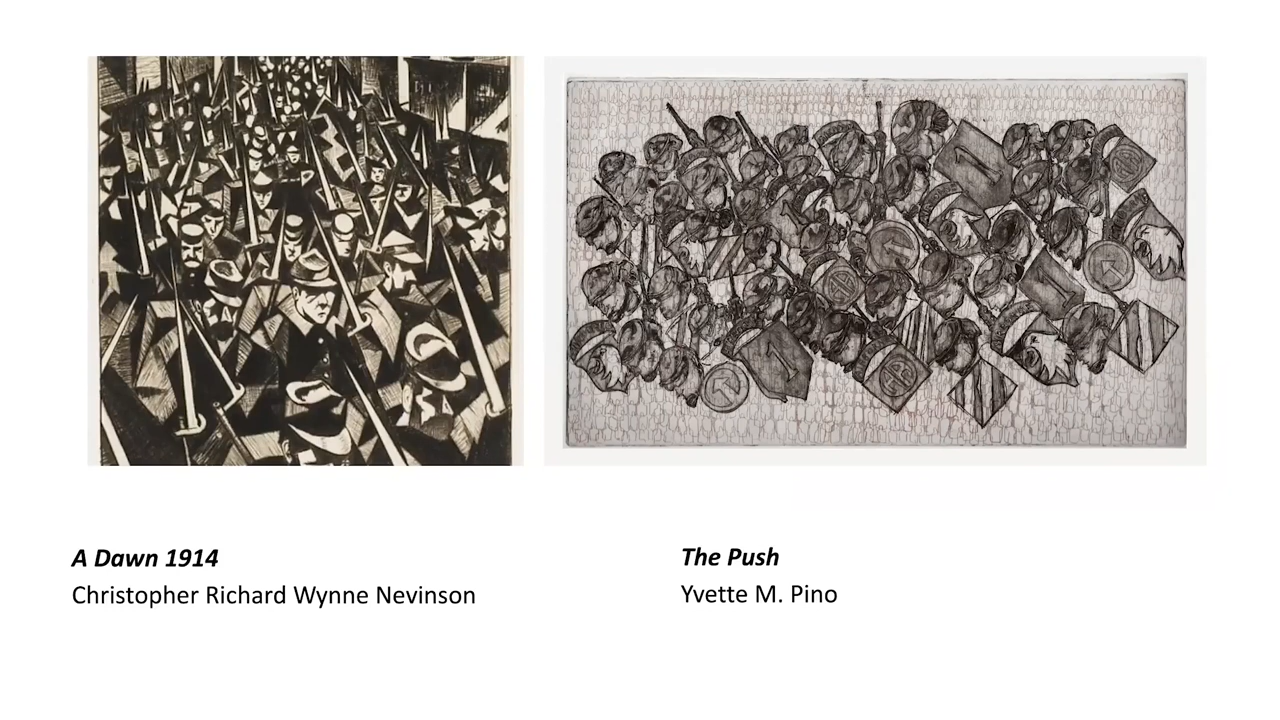 A Dawn 1914
Christopher Richard Wynne Nevinson
The Push
Yvette M. Pino